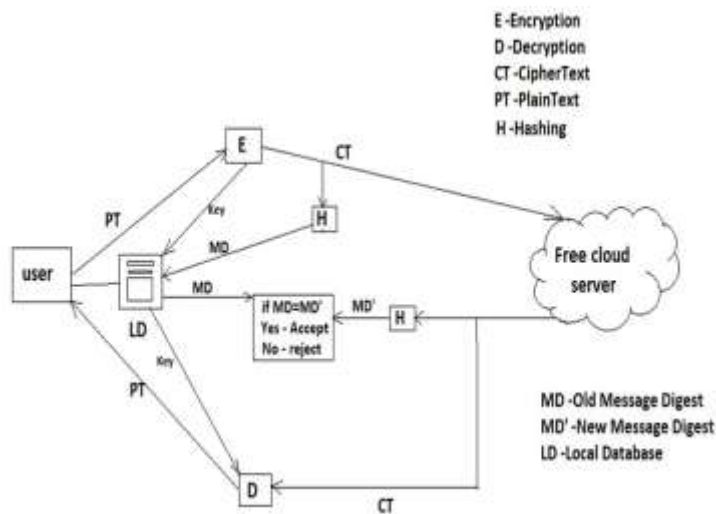 E -Encryption
D -Decryption
CT -CipherText
PT -PlainText
H -Hashing
E
CT
PT
Key
H
MD
user
Free cloud
server
MD
if MD=MD'
Yes - Accept
No - reject
MD'
H
LD
Key
PT
MD -Old Message Digest
MD' -New Message Digest
LD -Local Database
D
CT